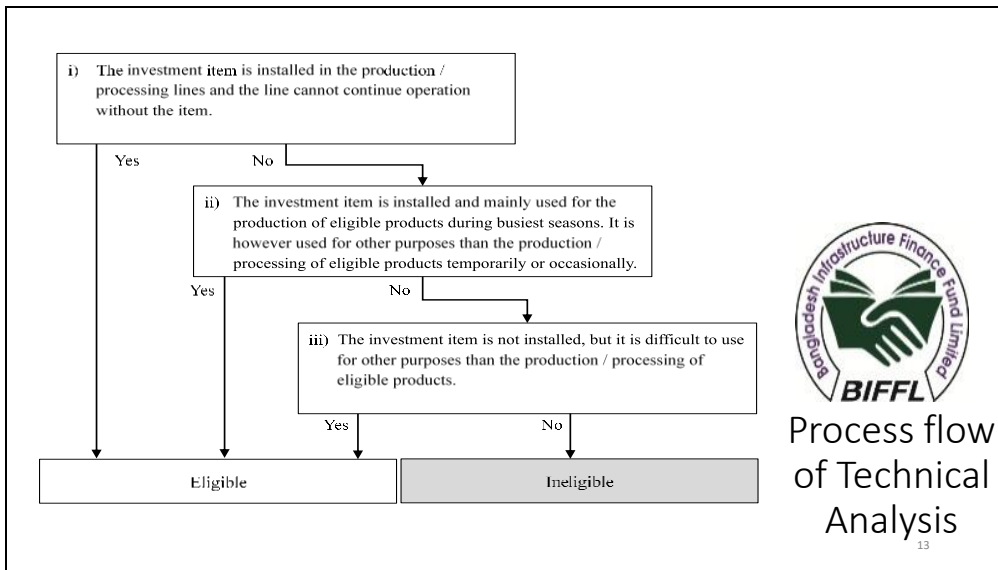 i) The investment item is installed in the production /
processing lines and the line cannot continue operation
without the item.
Yes
No
ii) The investment item is installed and mainly used for the
production of eligible products during busiest seasons. It is
however used for other purposes than the production /
processing of eligible products temporarily or occasionally.
Yes
No
iii) The investment item is not installed, but it is difficult to use
for other purposes than the production / processing of
eligible products.
Yes
No
Eligible
Ineligible
Bangladesh Infrastructure Finance Fund Limited
BIFFL
Process flow
of Technical
Analysis
13